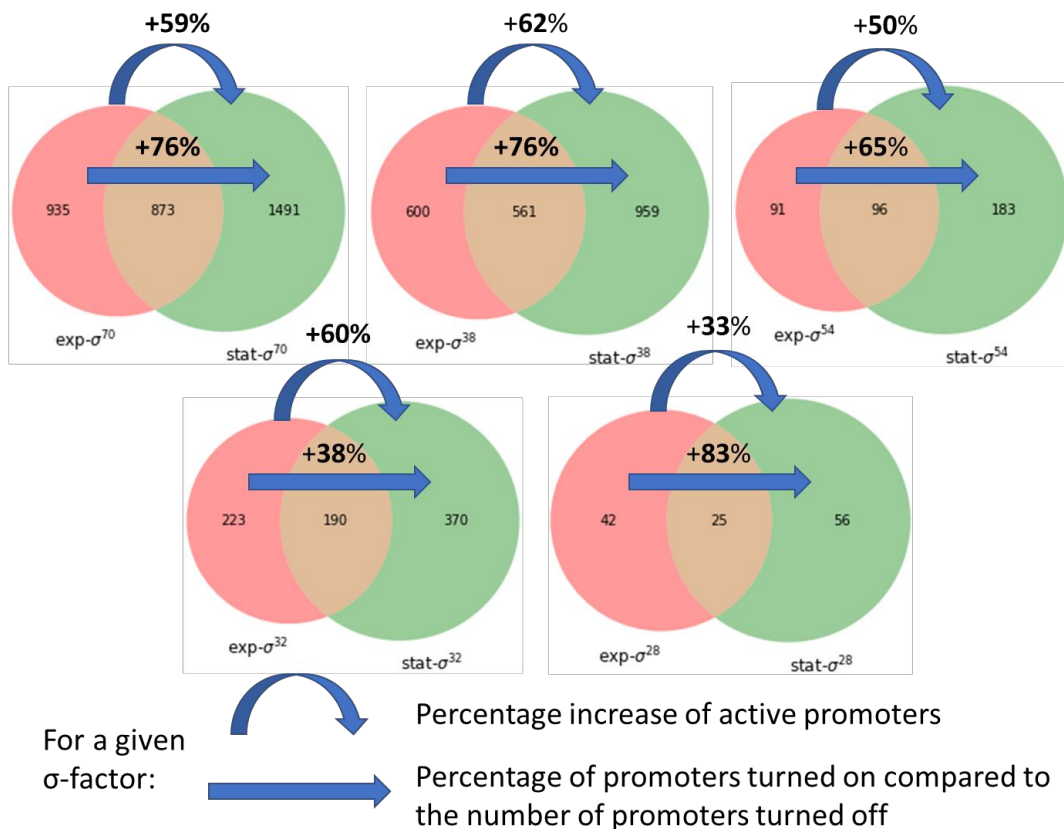 +59%
+62%
+50%
+76%
+76%
+65%
935
873
1491
600
561
959
91
96
183
exp-σ⁷⁰
stat-σ⁷⁰
exp-σ³⁸
stat-σ³⁸
exp-σ⁵⁴
stat-σ⁵⁴
+60%
+33%
+38%
+83%
223
190
370
42
25
56
exp-σ³²
stat-σ³²
exp-σ²⁸
stat-σ²⁸
For a given
σ-factor:
Percentage increase of active promoters
Percentage of promoters turned on compared to
the number of promoters turned off